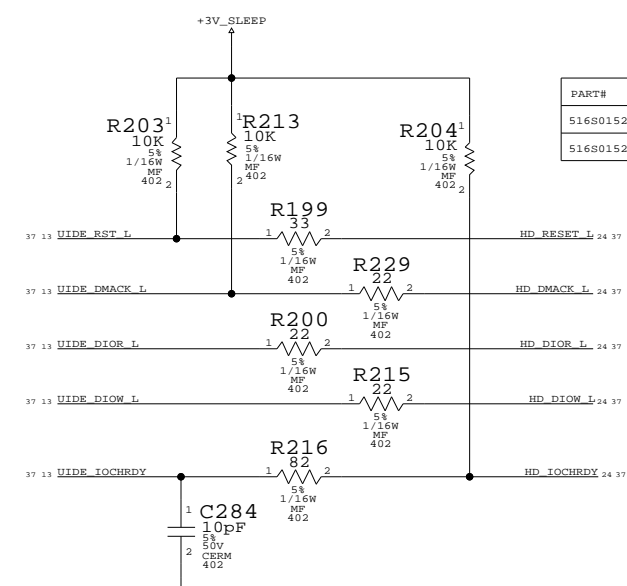 +3V_SLEEP
PART#
516S0152
516S0152
R203 1
10K
5%
1/16W
MF
402
2
1 R213
10K
5%
1/16W
MF
402
2
R204 1
10K
5%
1/16W
MF
402
2
R199
33
37 13 UIDE_RST_L 1 2 HD_RESET_L 24 37
5%
1/16W
MF
402
R229
22
37 13 UIDE_DMACK_L 1 2 HD_DMACK_L 24 37
5%
1/16W
MF
402
R200
22
37 13 UIDE_DIOR_L 1 2 HD_DIOR_L 24 37
5%
1/16W
MF
402
R215
22
37 13 UIDE_DIOW_L 1 2 HD_DIOW_L 24 37
5%
1/16W
MF
402
R216
82
37 13 UIDE_IOCHRDY 1 2 HD_IOCHRDY 24 37
5%
1/16W
MF
402
1 C284
10pF
5%
50V
2 CERM
402